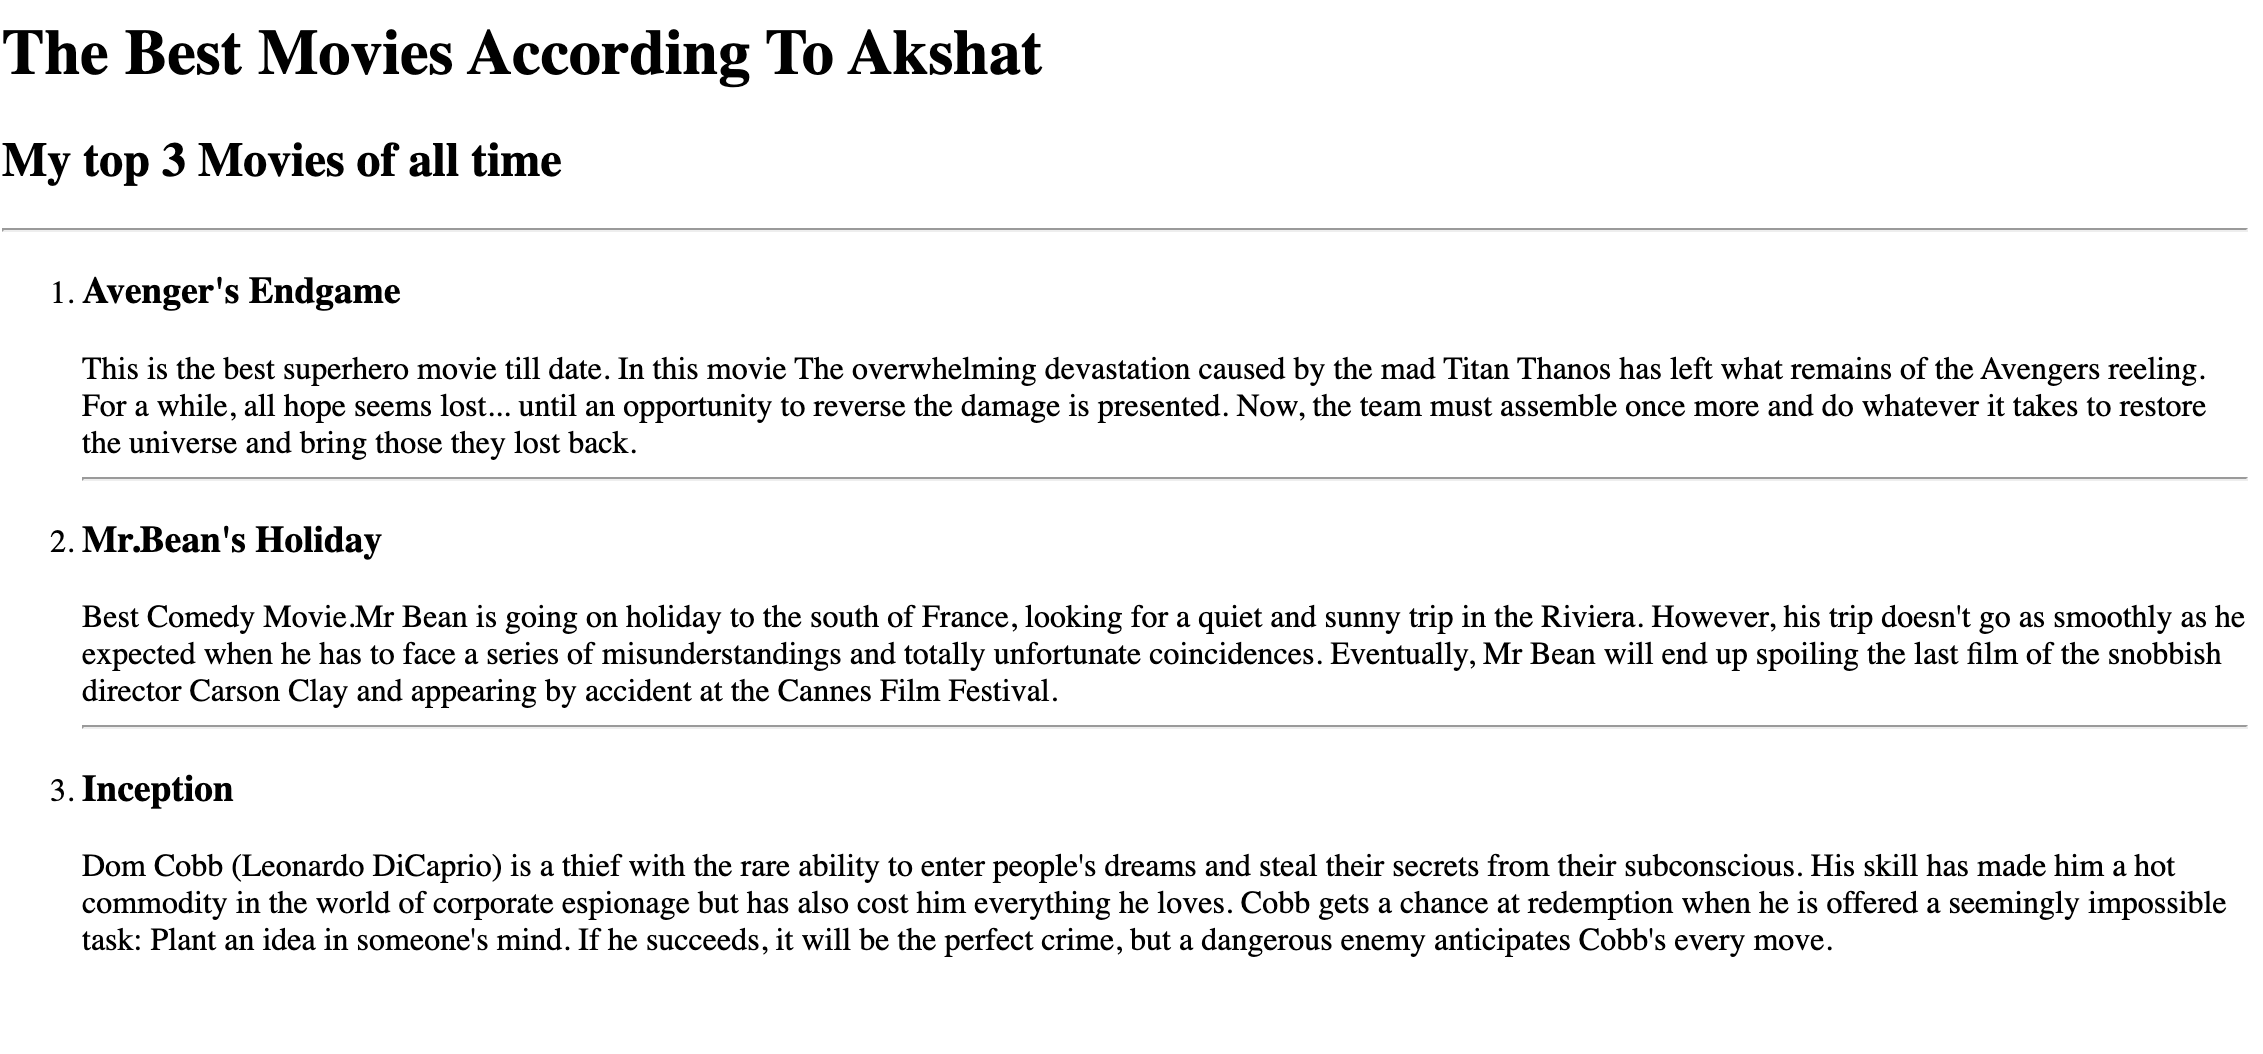 The Best Movies According To Akshat
My top 3 Movies of all time
1. Avenger's Endgame
This is the best superhero movie till date. In this movie The overwhelming devastation caused by the mad Titan Thanos has left what remains of the Avengers reeling.
For a while, all hope seems lost... until an opportunity to reverse the damage is presented. Now, the team must assemble once more and do whatever it takes to restore
the universe and bring those they lost back.
2. Mr.Bean's Holiday
Best Comedy Movie.Mr Bean is going on holiday to the south of France, looking for a quiet and sunny trip in the Riviera. However, his trip doesn't go as smoothly as he
expected when he has to face a series of misunderstandings and totally unfortunate coincidences. Eventually, Mr Bean will end up spoiling the last film of the snobbish
director Carson Clay and appearing by accident at the Cannes Film Festival.
3. Inception
Dom Cobb (Leonardo DiCaprio) is a thief with the rare ability to enter people's dreams and steal their secrets from their subconscious. His skill has made him a hot
commodity in the world of corporate espionage but has also cost him everything he loves. Cobb gets a chance at redemption when he is offered a seemingly impossible
task: Plant an idea in someone's mind. If he succeeds, it will be the perfect crime, but a dangerous enemy anticipates Cobb's every move.